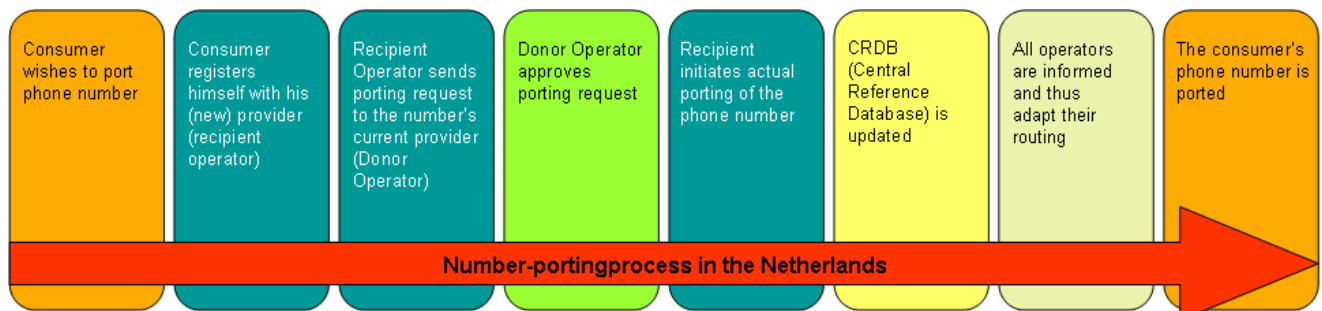 Consumer
wishes to port
phone number
Consumer
registers
himself with his
(new) provider
(recipient
operator)
Recipient
Operator sends
porting request
to the number's
current provider
(Donor
Operator)
Donor Operator
approves
porting request
Recipient
initiates actual
porting of the
phone number
CRDB
(Central
Reference
Database) is
updated
All operators
are informed
and thus
adapt their
routing
The consumer's
phone number is
ported
Number-portingprocess in the Netherlands